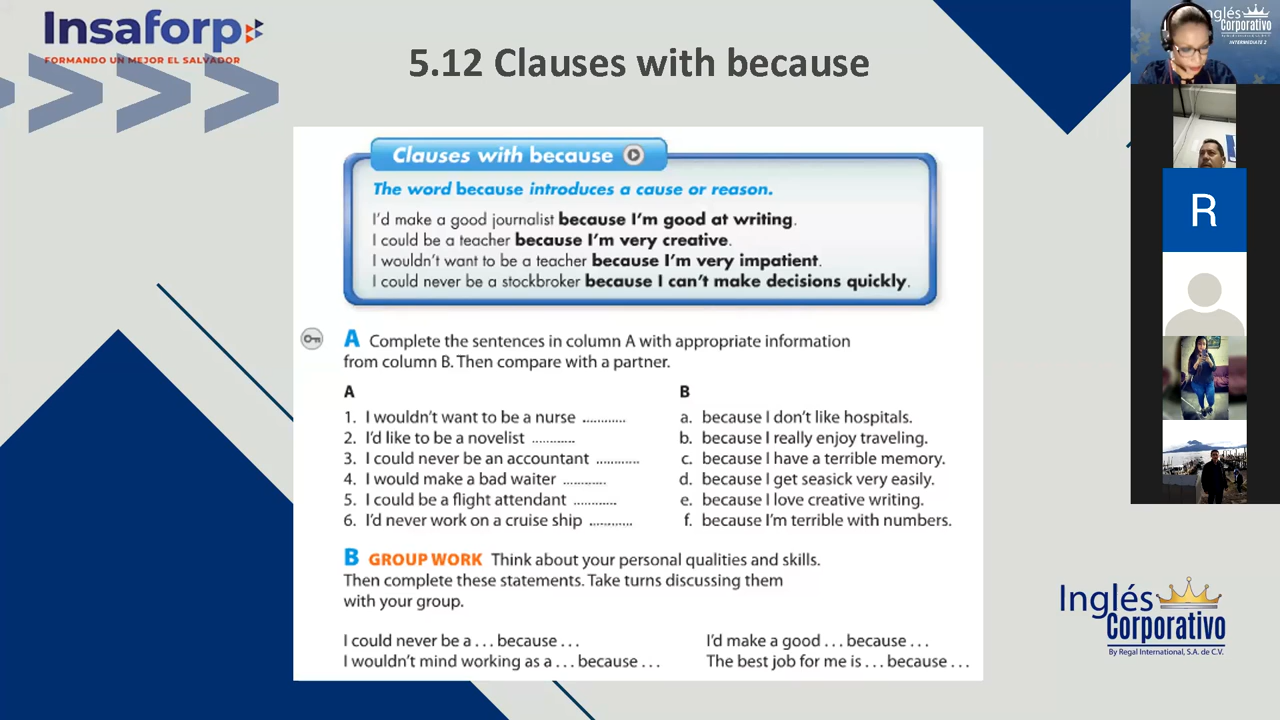 Insaforp
FORMANDO UN MEJOR EL SALVADOR
5.12 Clauses with because
Inglés
Corporativo
INTERMEDIATE 2
R
Clauses with because
The word because introduces a cause or reason.
I'd make a good journalist because I'm good at writing.
I could be a teacher because I'm very creative.
I wouldn't want to be a teacher because I'm very impatient.
I could never be a stockbroker because I can't make decisions quickly.
A Complete the sentences in column A with appropriate information
from column B. Then compare with a partner.
A
1. I wouldn't want to be a nurse ............
2. I'd like to be a novelist ............
3. I could never be an accountant ............
4. I would make a bad waiter ............
5. I could be a flight attendant ............
6. I'd never work on a cruise ship ............
B
a. because I don't like hospitals.
b. because I really enjoy traveling.
c. because I have a terrible memory.
d. because I get seasick very easily.
e. because I love creative writing.
f. because I'm terrible with numbers.
B GROUP WORK Think about your personal qualities and skills.
Then complete these statements. Take turns discussing them
with your group.
I could never be a . . . because . . .
I wouldn't mind working as a . . . because . . .
I'd make a good . . . because . . .
The best job for me is . . . because . . .
Inglés
Corporativo
By Regal International, S.A. de C.V.